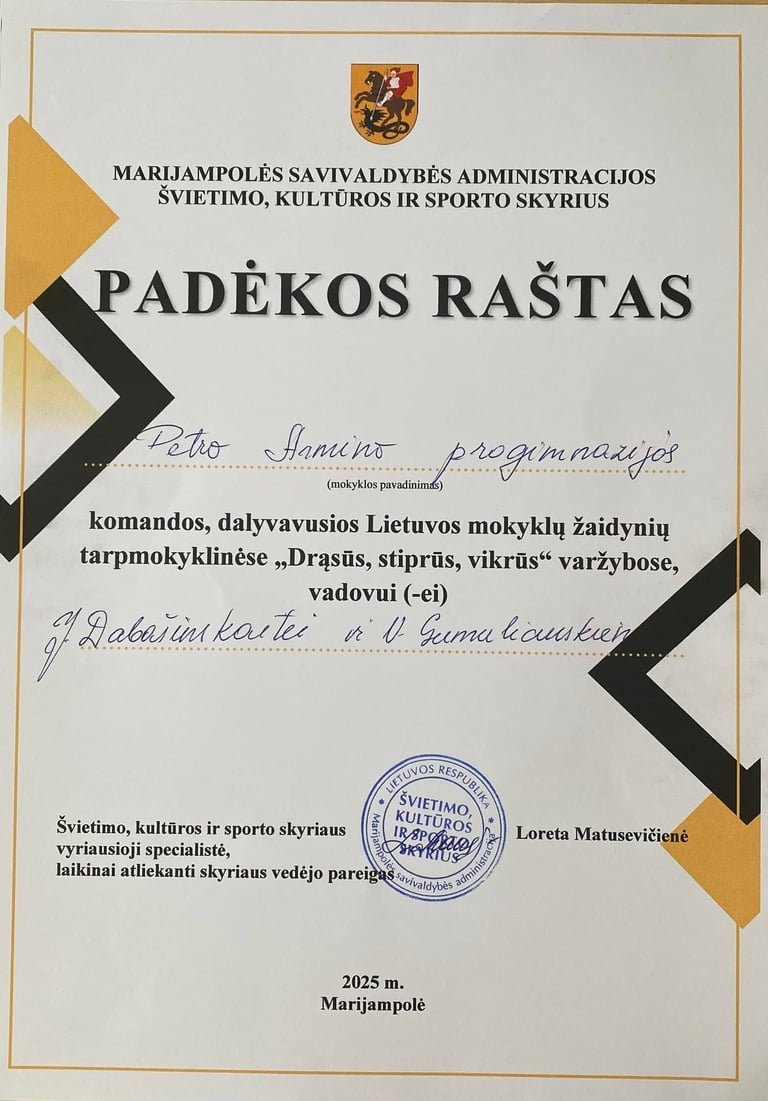 MARIJAMPOLĖS SAVIVALDYBĖS ADMINISTRACIJOS
ŠVIETIMO, KULTŪROS IR SPORTO SKYRIUS
PADĖKOS RAŠTAS
Petro Armino progimnazijos
(mokyklos pavadinimas)
komandos, dalyvavusios Lietuvos mokyklų žaidynių
tarpmokyklinėse „Drąsūs, stiprūs, vikrūs“ varžybose,
vadovui (-ei)
J. Dabašinskaitei ir V. Gumuliauskien
LIETUVOS RESPUBLIKA
ŠVIETIMO,
KULTŪROS
IR SPORTO
SKYRIUS
Marijampolės savivaldybės administracija
Švietimo, kultūros ir sporto skyriaus
vyriausioji specialistė,
laikinai atliekanti skyriaus vedėjo pareigas
Loreta Matusevičienė
2025 m.
Marijampolė